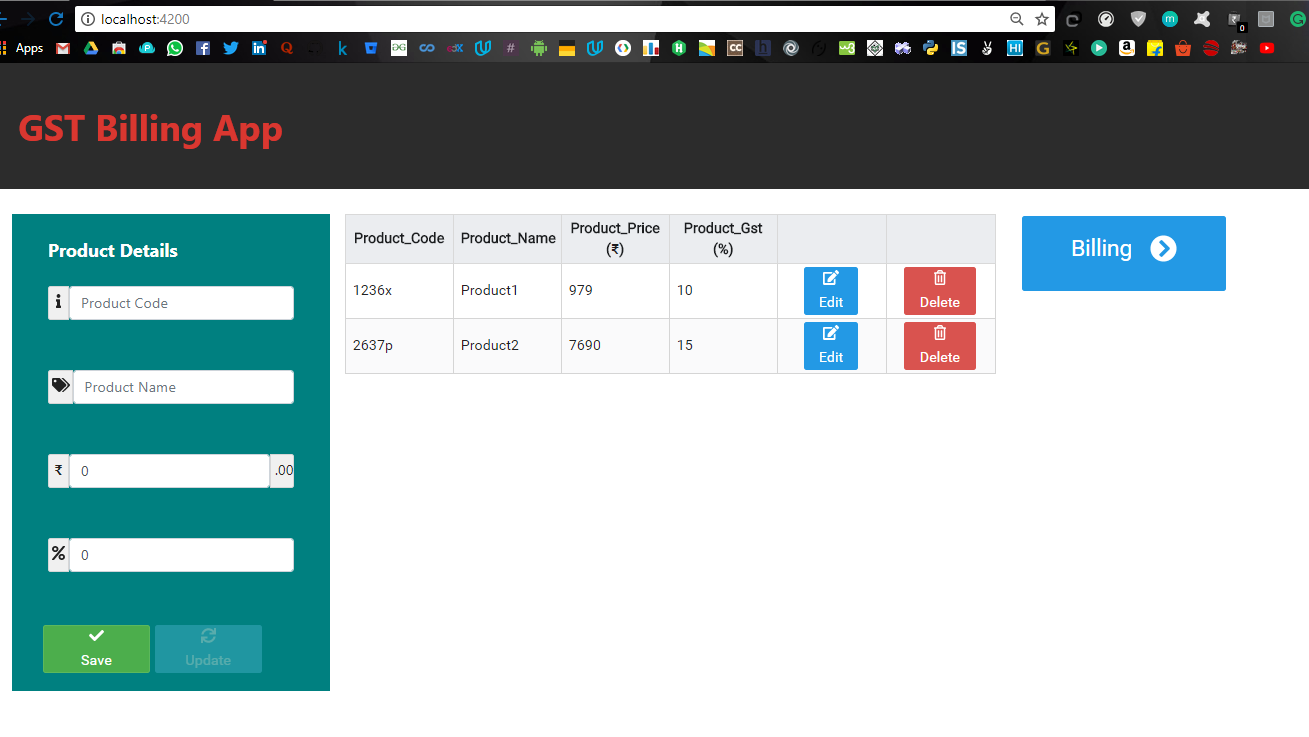 localhost:4200
Apps
GST Billing App
Product Details
Product Code
Product Name
₹ 0 .00
% 0
Save
Update
Product_Code Product_Name Product_Price (₹) Product_Gst (%)
1236x Product1 979 10 Edit Delete
2637p Product2 7690 15 Edit Delete
Billing